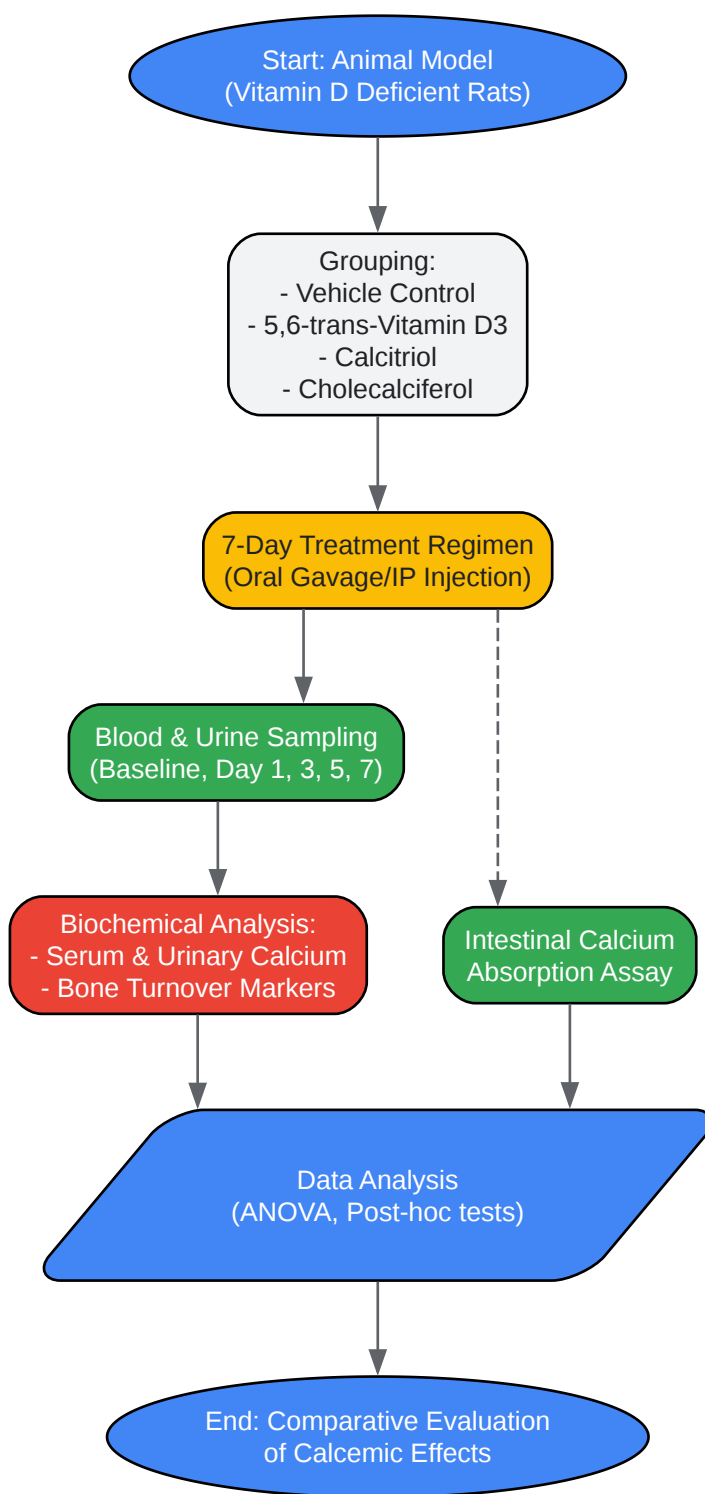 Start: Animal Model
(Vitamin D Deficient Rats)
Grouping:
- Vehicle Control
- 5,6-trans-Vitamin D3
- Calcitriol
- Cholecalciferol
7-Day Treatment Regimen
(Oral Gavage/IP Injection)
Blood & Urine Sampling
(Baseline, Day 1, 3, 5, 7)
Biochemical Analysis:
- Serum & Urinary Calcium
- Bone Turnover Markers
Intestinal Calcium
Absorption Assay
Data Analysis
(ANOVA, Post-hoc tests)
End: Comparative Evaluation
of Calcemic Effects